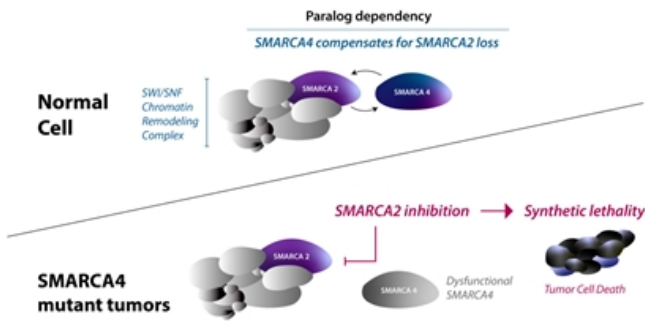 Paralog dependency
SMARCA4 compensates for SMARCA2 loss
Normal
Cell
SWI/SNF
Chromatin
Remodeling
Complex
SMARCA 2
SMARCA 4
SMARCA2 inhibition
Synthetic lethality
SMARCA4
mutant tumors
SMARCA 2
SMARCA 4
Dysfunctional
SMARCA4
Tumor Cell Death